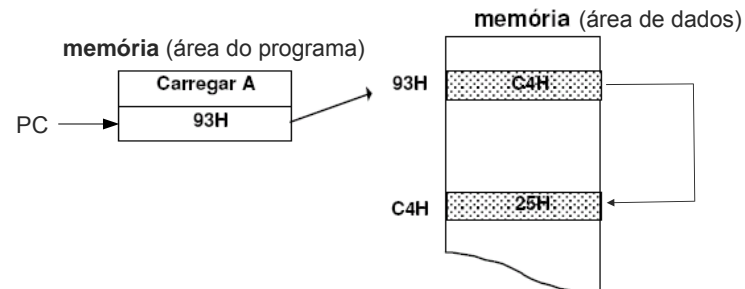 memória (área de dados)
memória (área do programa)
Carregar A
93H
C4H
PC
93H
C4H
25H